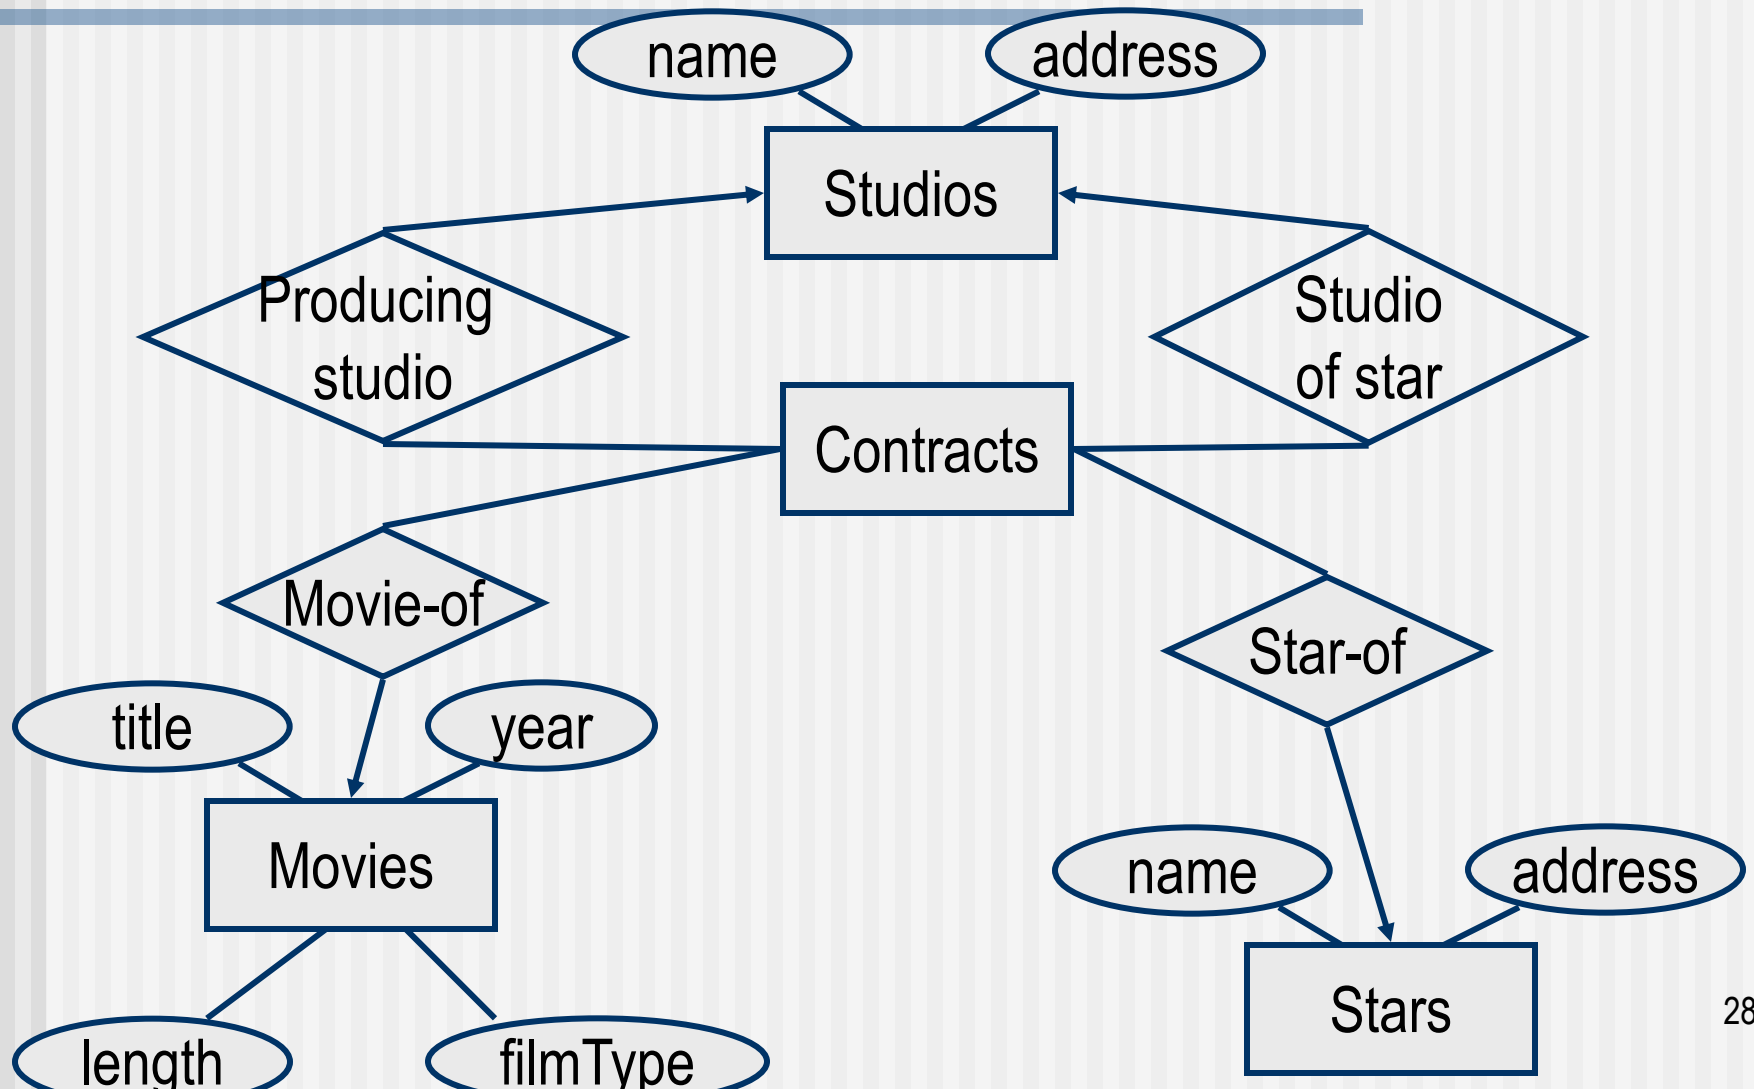 name
address
Studios
Producing
studio
Studio
of star
Contracts
Movie-of
Star-of
title
year
Movies
name
address
Stars
28
length
filmType